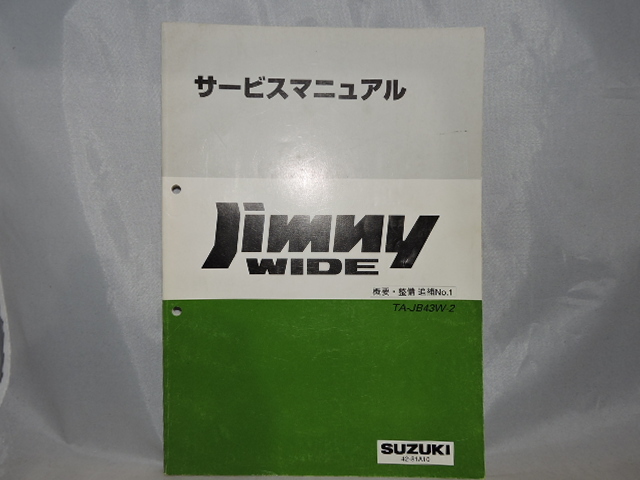 サービスマニュアル
Jimny
WIDE
概要・整備 追補No.1
TA-JB43W-2
SUZUKI